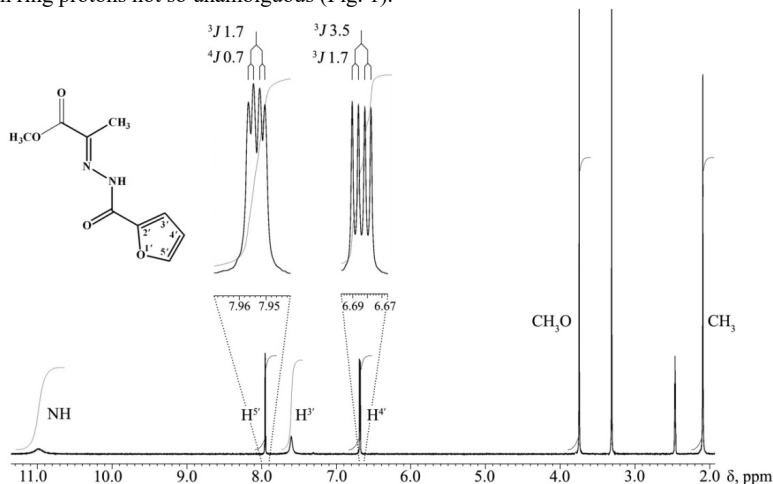 ring protons not so unambiguous (Fig. 1).
³J 1.7
⁴J 0.7
³J 3.5
³J 1.7
O
H₃CO
CH₃
N
NH
O
2′
3′
4′
5′
O
1′
7.96
7.95
6.69
6.67
CH₃O
CH₃
NH
H⁵′
H³′
H⁴′
11.0
10.0
9.0
8.0
7.0
6.0
5.0
4.0
3.0
2.0
δ, ppm